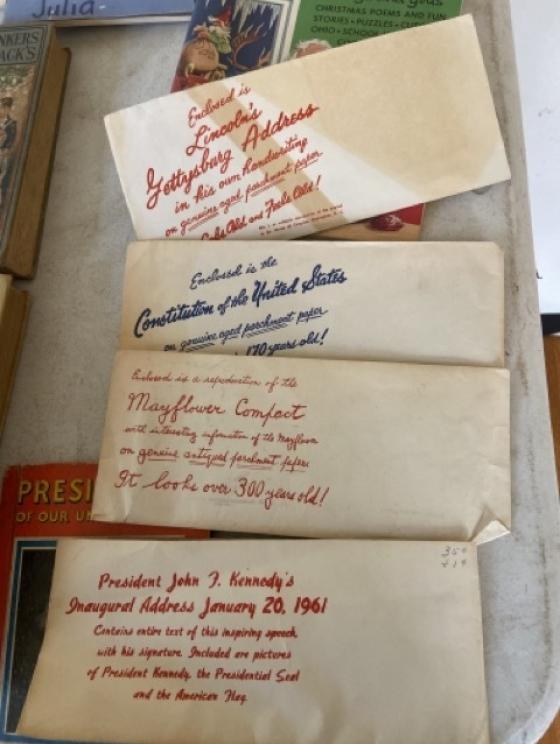 Julia
CHRISTMAS POEMS AND FUN
STORIES • PUZZLES •
OHIO • SCHOOL
Enclosed is
Lincoln's
Gettysburg Address
in his own handwriting
on genuine aged parchment paper
Looks Old and Feels Old!
Enclosed is the
Constitution of the United States
on genuine aged parchment paper
170 years old!
Enclosed is a reproduction of the
Mayflower Compact
with interesting information of the Mayflower
on genuine antiqued parchment paper
It looks over 300 years old!
PRESI
OF OUR UN
35¢
+ 1¢
President John F. Kennedy's
Inaugural Address January 20, 1961
Contains entire text of this inspiring speech,
with his signature. Included are pictures
of President Kennedy, the Presidential Seal
and the American Flag.